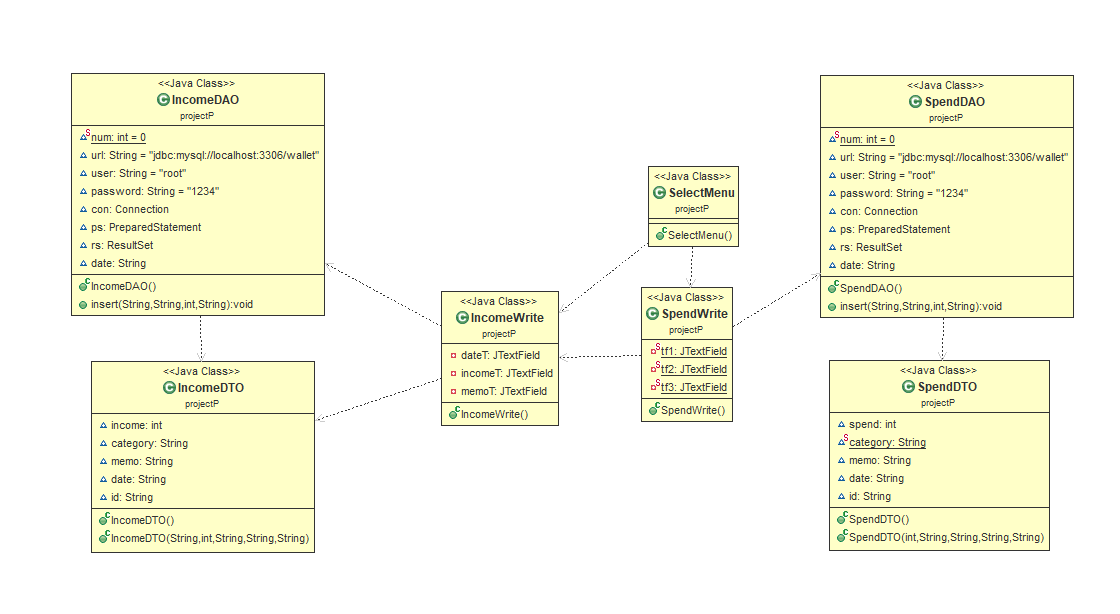 <<Java Class>>
IncomeDAO
projectP
num: int = 0
url: String = "jdbc:mysql://localhost:3306/wallet"
user: String = "root"
password: String = "1234"
con: Connection
ps: PreparedStatement
rs: ResultSet
date: String
IncomeDAO()
insert(String,String,int,String):void
<<Java Class>>
IncomeDTO
projectP
income: int
category: String
memo: String
date: String
id: String
IncomeDTO()
IncomeDTO(String,int,String,String,String)
<<Java Class>>
IncomeWrite
projectP
dateT: JTextField
incomeT: JTextField
memoT: JTextField
IncomeWrite()
<<Java Class>>
SelectMenu
projectP
SelectMenu()
<<Java Class>>
SpendWrite
projectP
tf1: JTextField
tf2: JTextField
tf3: JTextField
SpendWrite()
<<Java Class>>
SpendDAO
projectP
num: int = 0
url: String = "jdbc:mysql://localhost:3306/wallet"
user: String = "root"
password: String = "1234"
con: Connection
ps: PreparedStatement
rs: ResultSet
date: String
SpendDAO()
insert(String,String,int,String):void
<<Java Class>>
SpendDTO
projectP
spend: int
category: String
memo: String
date: String
id: String
SpendDTO()
SpendDTO(int,String,String,String,String)